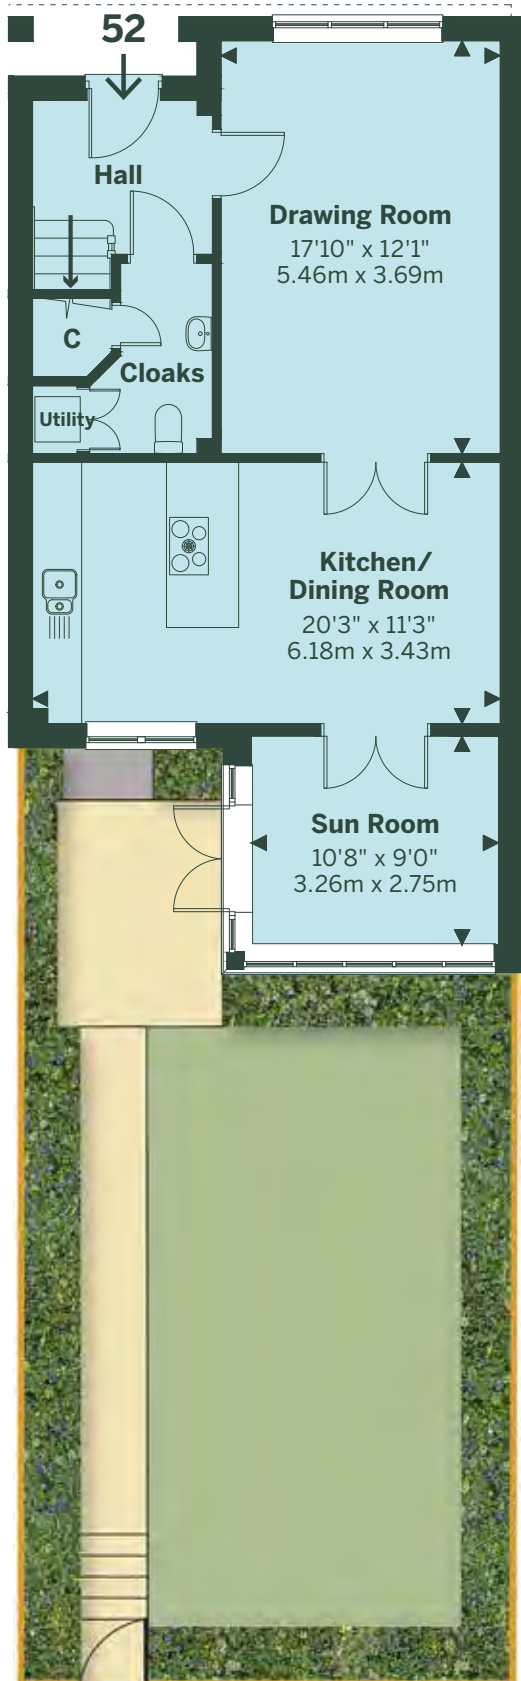 52
Hall
Drawing Room
17'10" x 12'1"
5.46m x 3.69m
C
Cloaks
Utility
Kitchen/
Dining Room
20'3" x 11'3"
6.18m x 3.43m
Sun Room
10'8" x 9'0"
3.26m x 2.75m